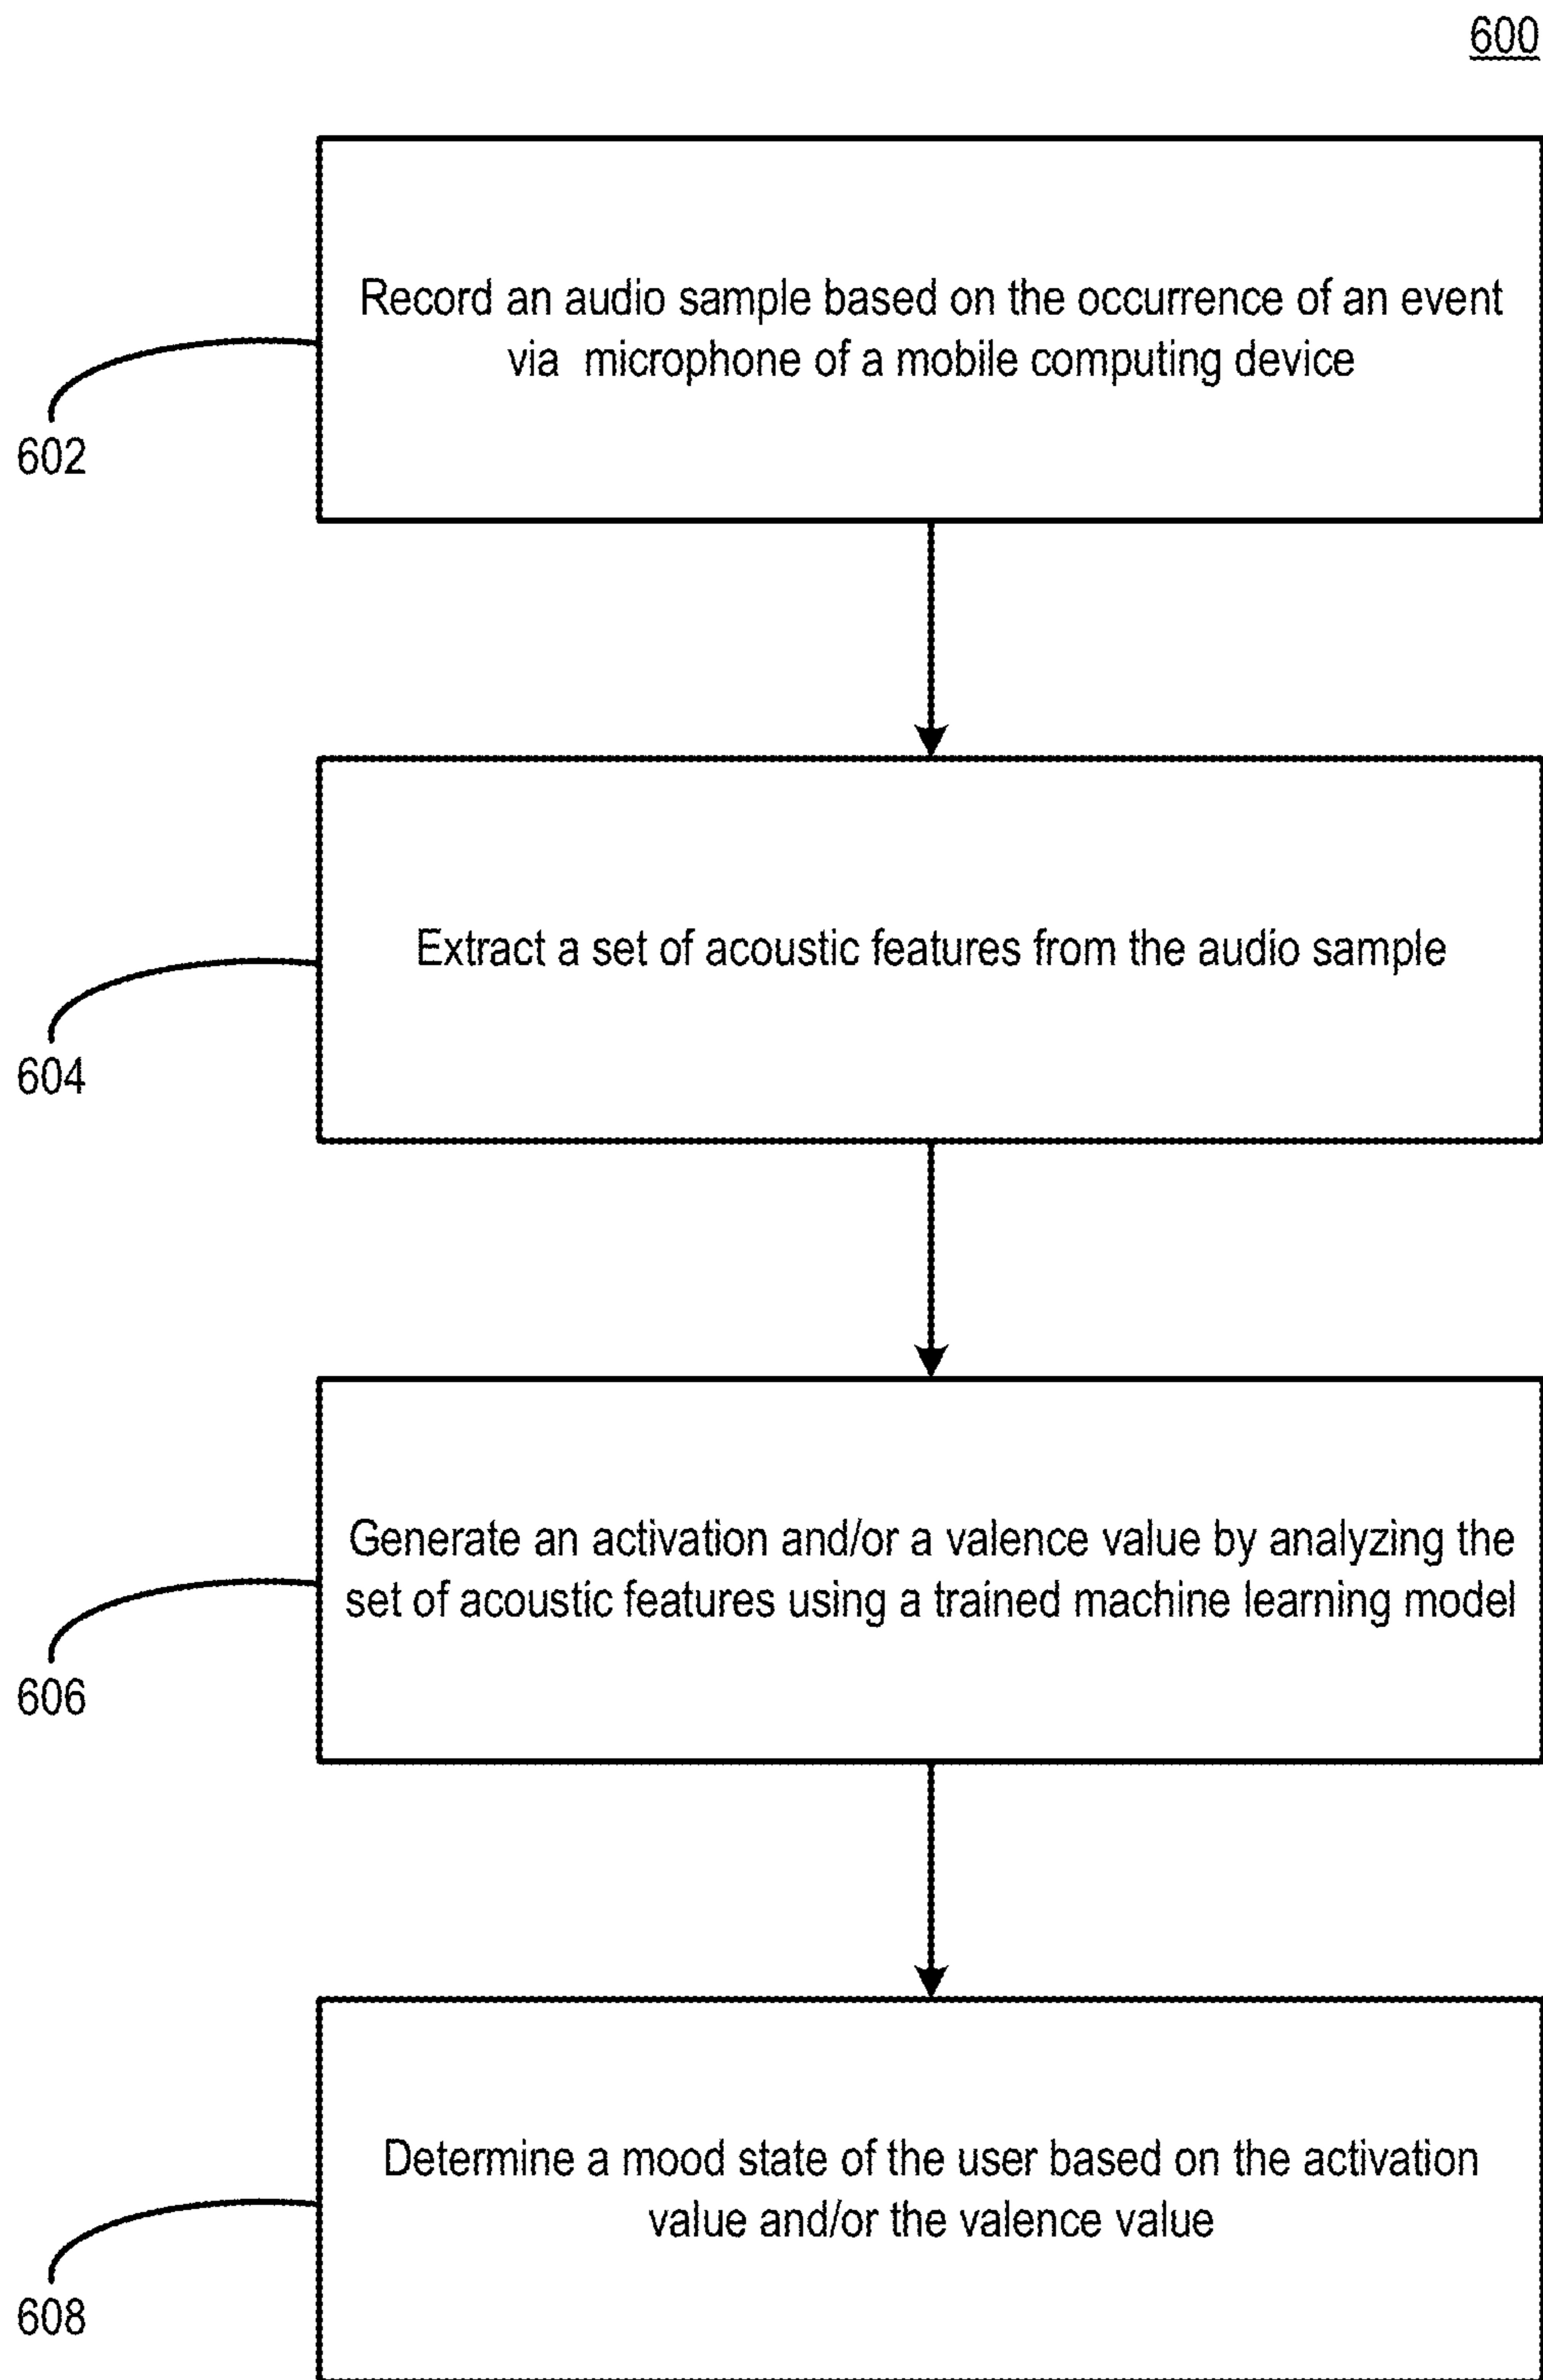 600
Record an audio sample based on the occurrence of an event
via microphone of a mobile computing device
602
Extract a set of acoustic features from the audio sample
604
Generate an activation and/or a valence value by analyzing the
set of acoustic features using a trained machine learning model
606
Determine a mood state of the user based on the activation
value and/or the valence value
608